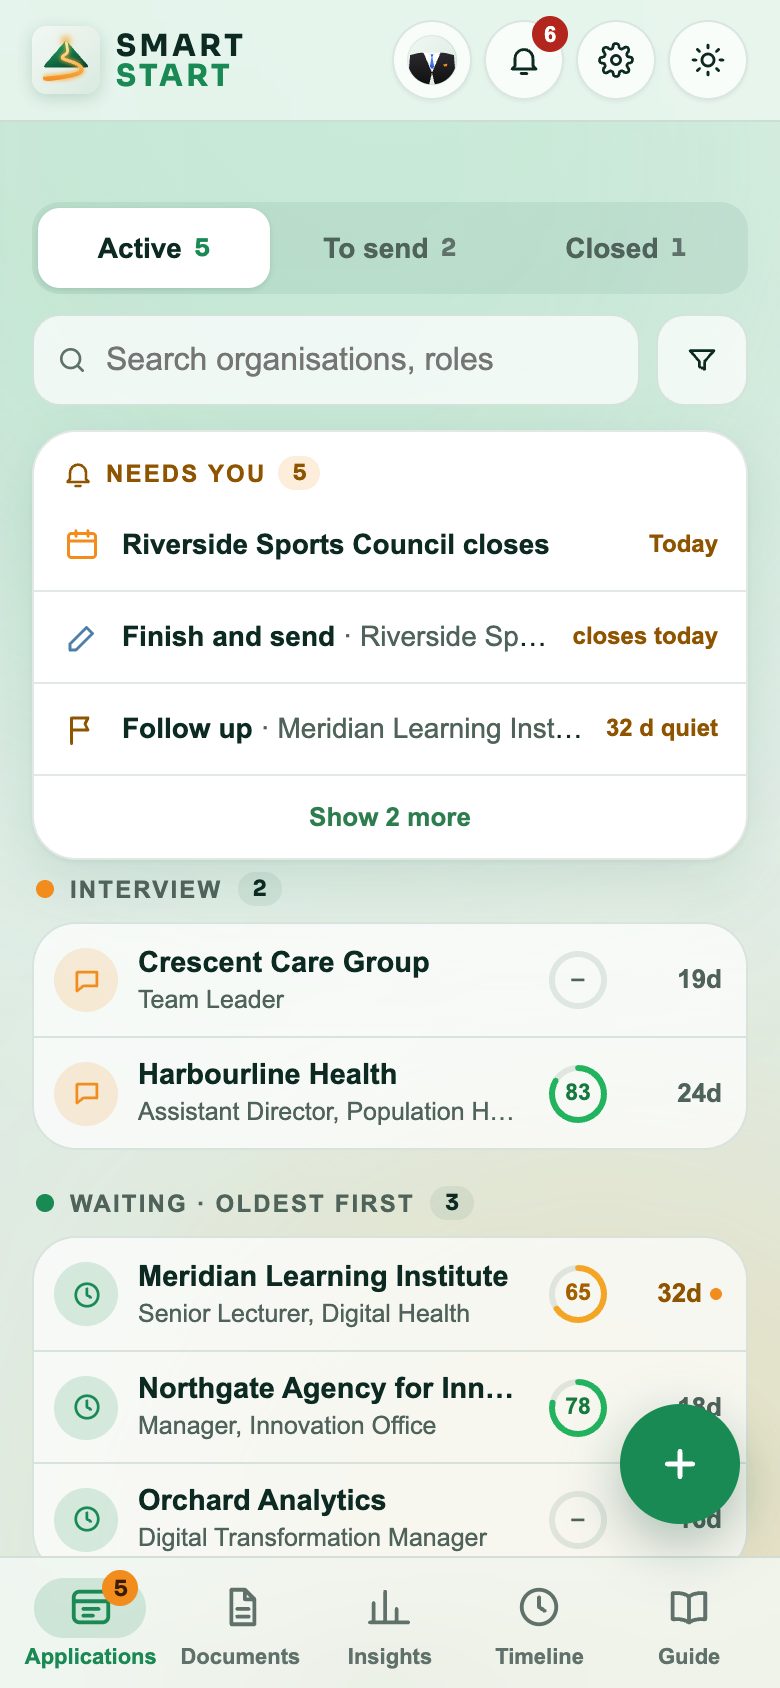 SMART
START
6
Active 5
To send 2
Closed 1
Search organisations, roles
NEEDS YOU 5
Riverside Sports Council closes Today
Finish and send · Riverside Sp... closes today
Follow up · Meridian Learning Inst... 32 d quiet
Show 2 more
INTERVIEW 2
Crescent Care Group
Team Leader
– 19d
Harbourline Health
Assistant Director, Population H...
83 24d
WAITING · OLDEST FIRST 3
Meridian Learning Institute
Senior Lecturer, Digital Health
65 32d
Northgate Agency for Inn...
Manager, Innovation Office
78
Orchard Analytics
Digital Transformation Manager
–
+
5
Applications
Documents
Insights
Timeline
Guide